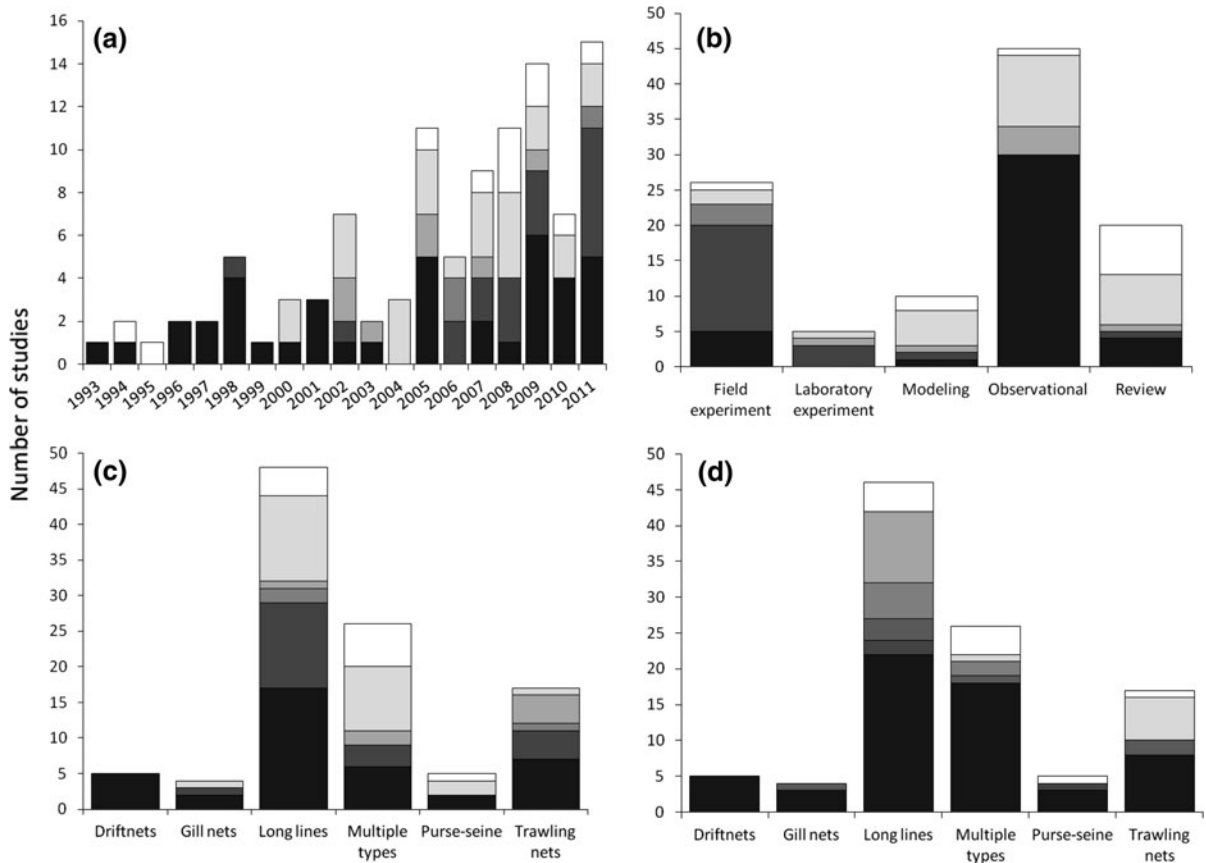 Number of studies
(a)
16
14
12
10
8
6
4
2
0
1993 1994 1995 1996 1997 1998 1999 2000 2001 2002 2003 2004 2005 2006 2007 2008 2009 2010 2011
(b)
50
45
40
35
30
25
20
15
10
5
0
Field experiment
Laboratory experiment
Modeling
Observational
Review
(c)
50
45
40
35
30
25
20
15
10
5
0
Driftnets
Gill nets
Long lines
Multiple types
Purse-seine
Trawling nets
(d)
50
45
40
35
30
25
20
15
10
5
0
Driftnets
Gill nets
Long lines
Multiple types
Purse-seine
Trawling nets